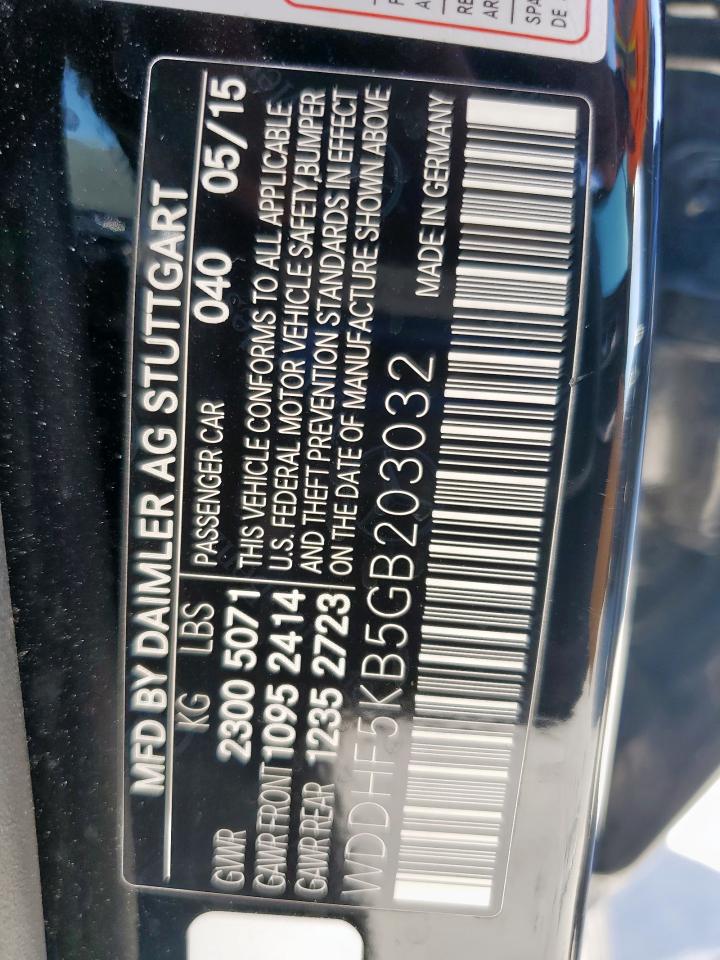 MFD BY DAIMLER AG STUTTGART
KG LBS PASSENGER CAR 040 05/15
GVWR 2300 5071 THIS VEHICLE CONFORMS TO ALL APPLICABLE
GAWR FRONT 1095 2414 U.S. FEDERAL MOTOR VEHICLE SAFETY,BUMPER
GAWR REAR 1235 2723 AND THEFT PREVENTION STANDARDS IN EFFECT
ON THE DATE OF MANUFACTURE SHOWN ABOVE
WDDHF5KB5GB203032
MADE IN GERMANY